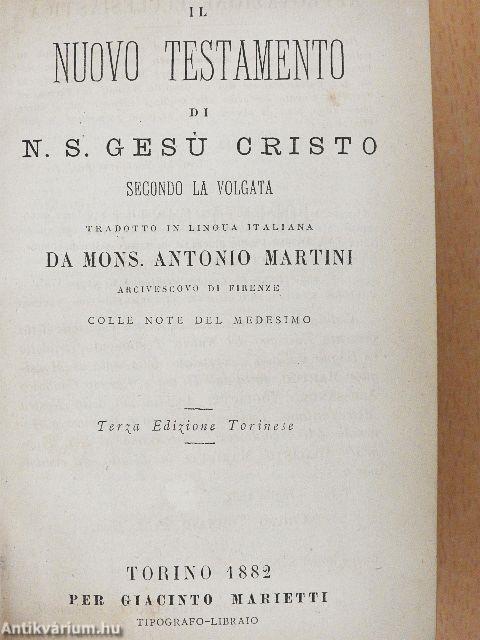 IL
NUOVO TESTAMENTO
DI
N. S. GESÙ CRISTO
SECONDO LA VOLGATA
TRADOTTO IN LINGUA ITALIANA
DA MONS. ANTONIO MARTINI
ARCIVESCOVO DI FIRENZE
COLLE NOTE DEL MEDESIMO
Terza Edizione Torinese
TORINO 1882
PER GIACINTO MARIETTI
TIPOGRAFO-LIBRAIO
Antikvárium.hu